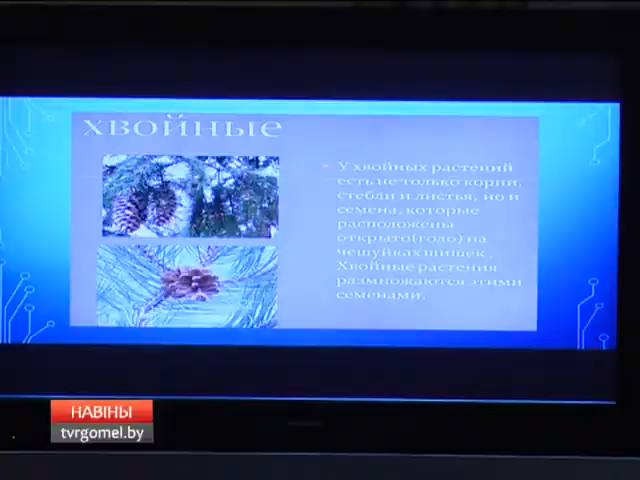 ХВОЙНЫЕ
• У хвойных растений
есть не только корни,
стебли и листья, но и
семена, которые
расположены
открыто(голо) на
чешуйках шишек .
Хвойные растения
размножаются этими
семенами.
НАВІНЫ
tvrgomel.by